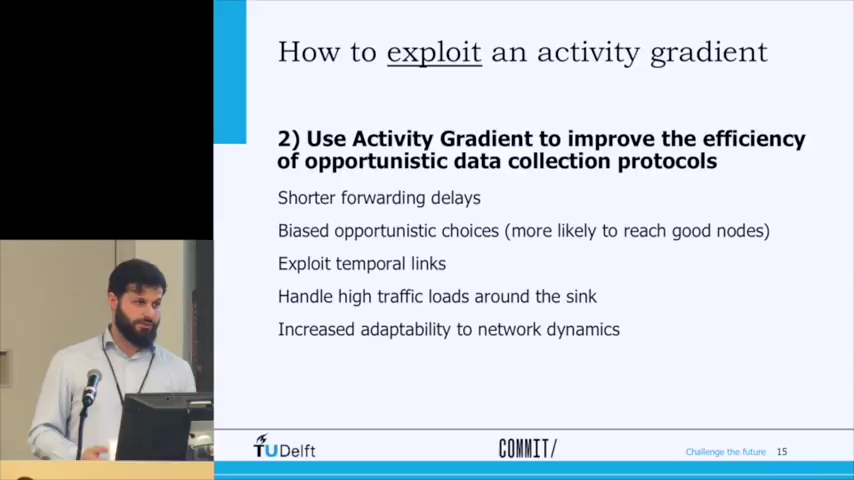 How to exploit an activity gradient
2) Use Activity Gradient to improve the efficiency
of opportunistic data collection protocols
Shorter forwarding delays
Biased opportunistic choices (more likely to reach good nodes)
Exploit temporal links
Handle high traffic loads around the sink
Increased adaptability to network dynamics
TUDelft
COMMIT/
Challenge the future 15